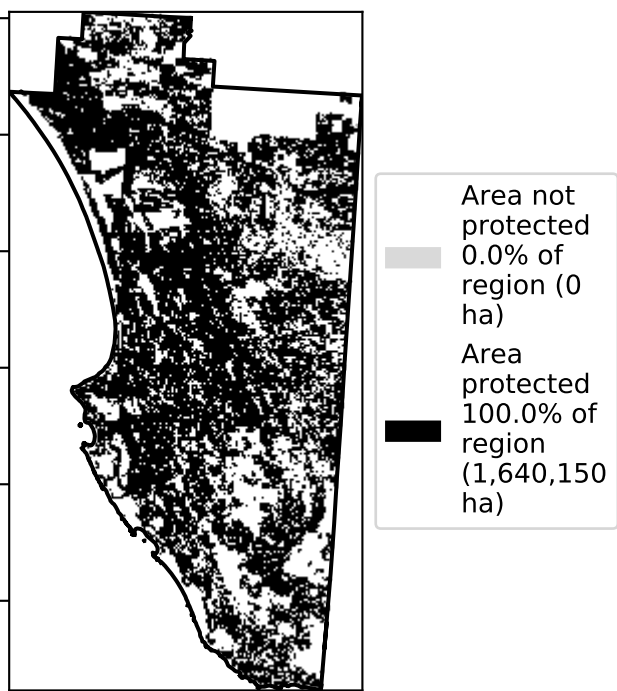 Area not
protected
0.0% of
region (0
ha)
Area
protected
100.0% of
region
(1,640,150
ha)